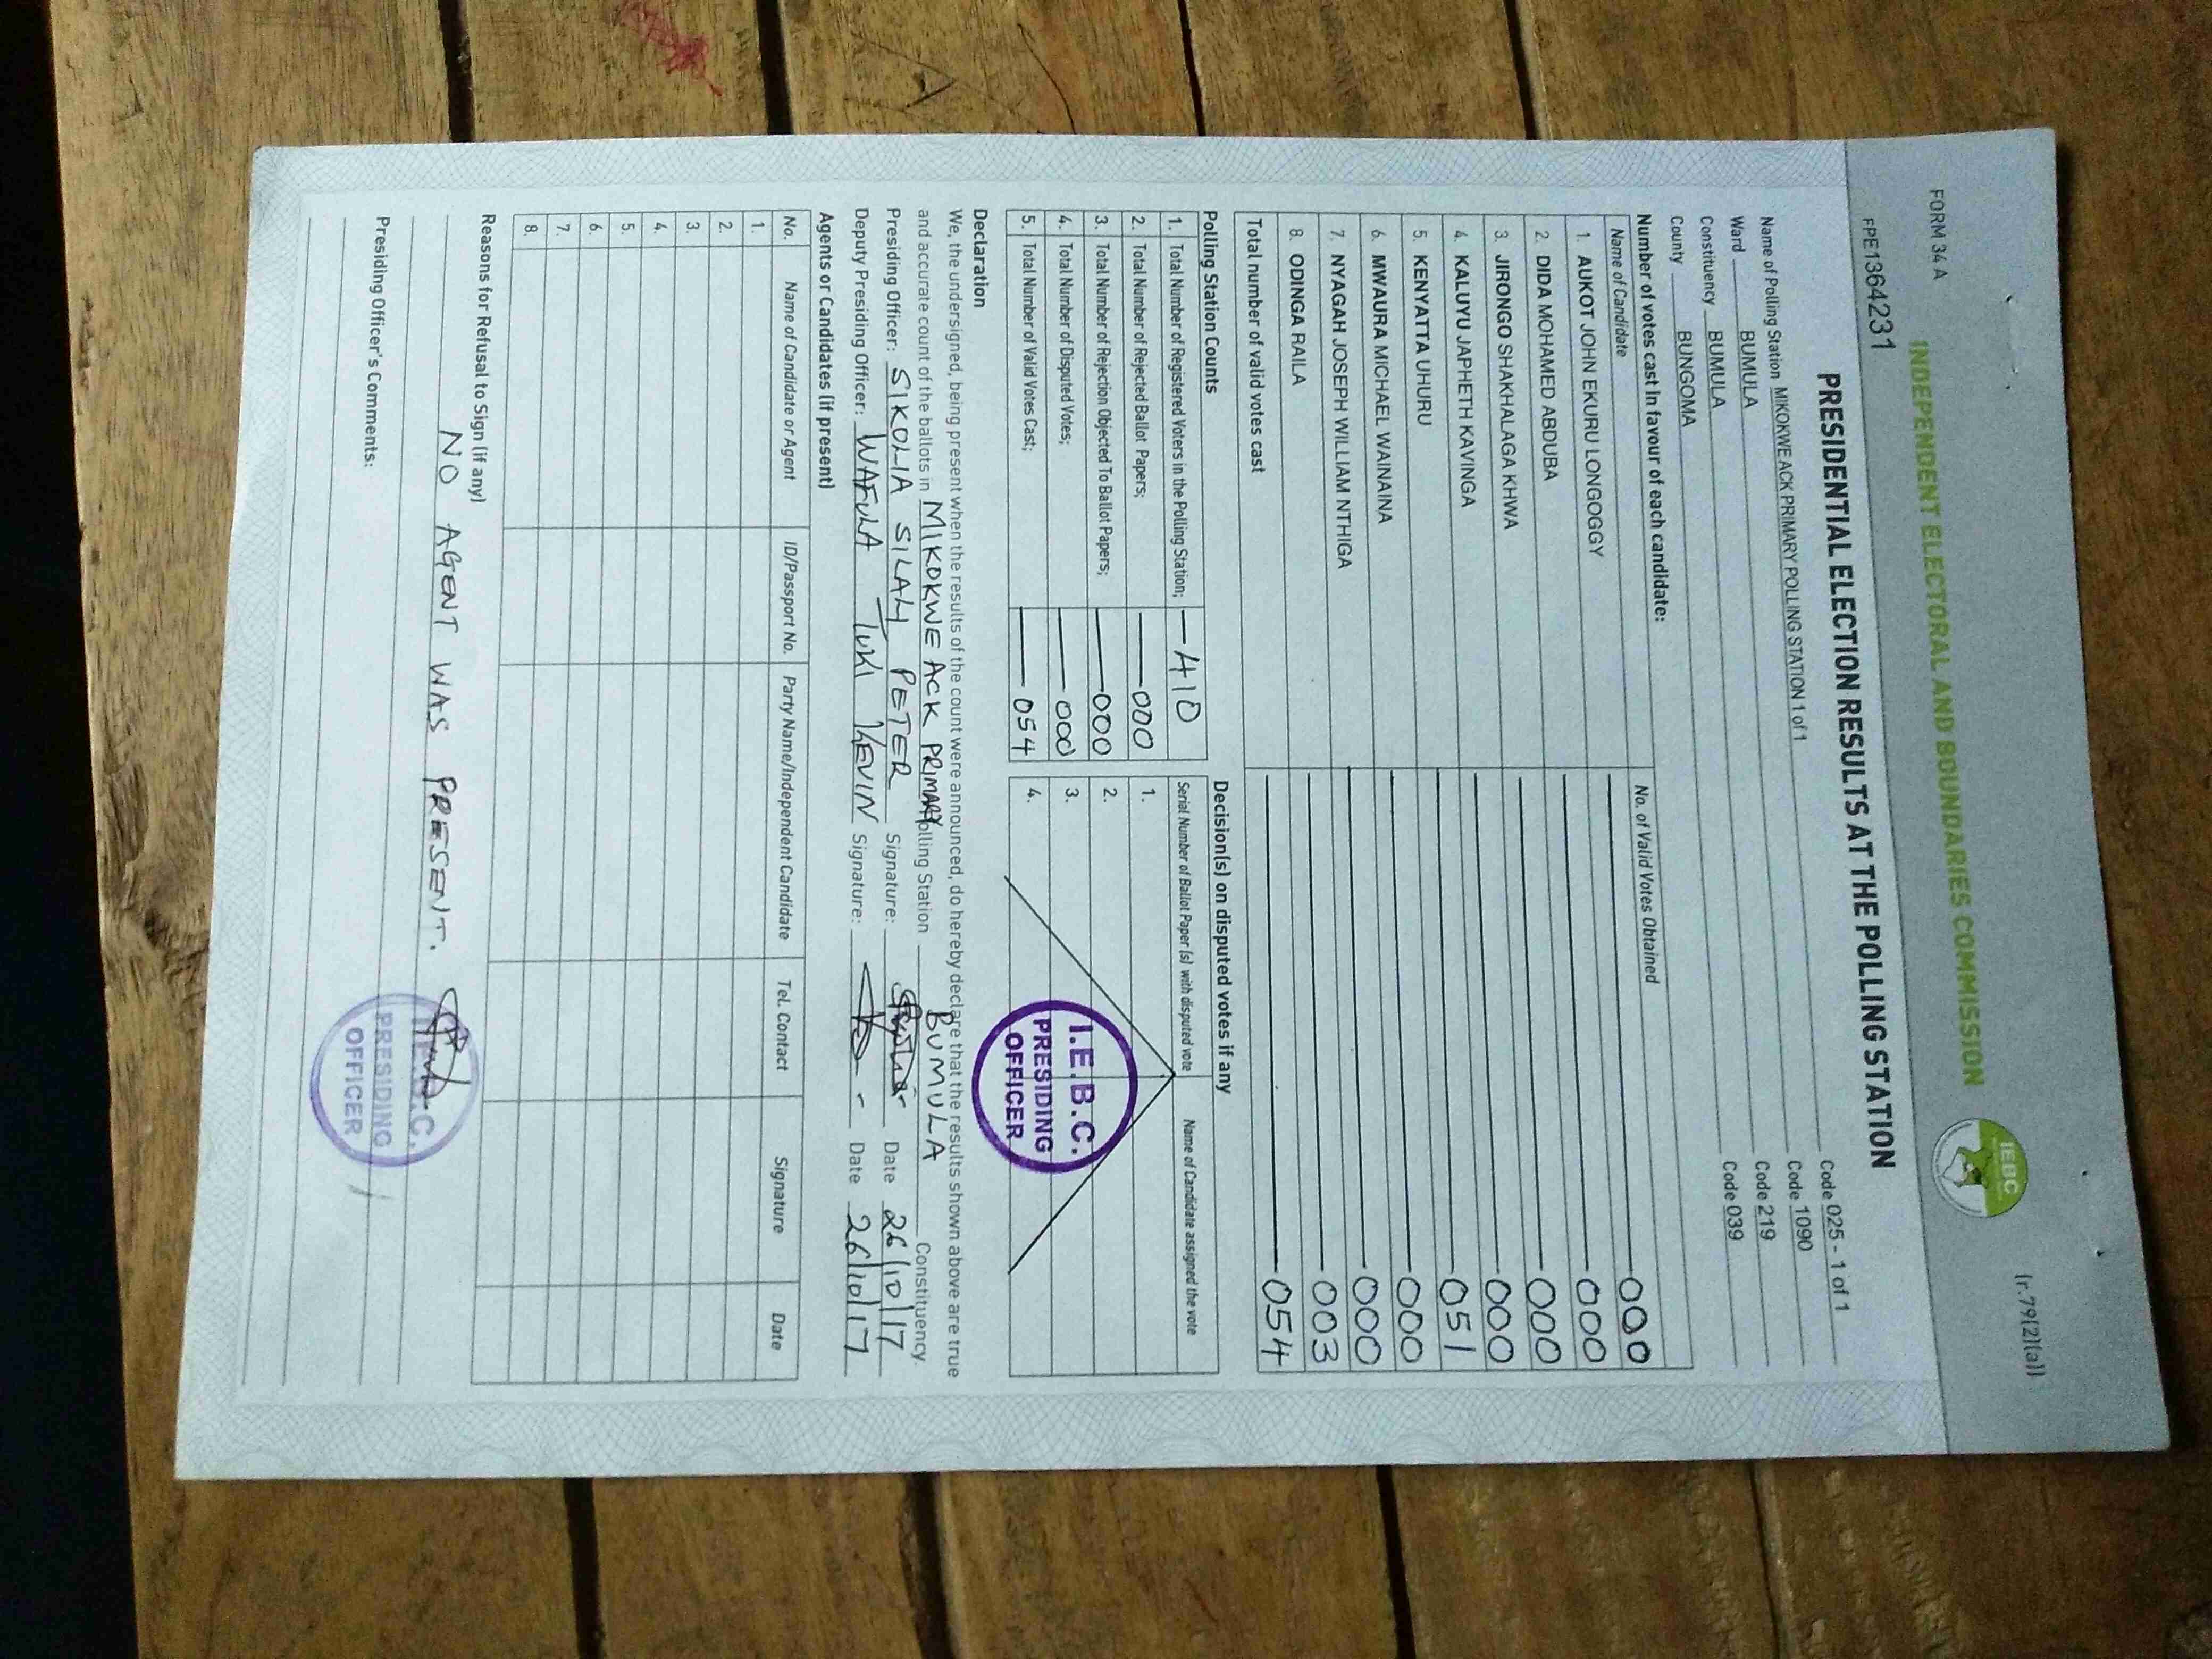 (r.79(2)(a))
FORM 34 A
INDEPENDENT ELECTORAL AND BOUNDARIES COMMISSION
IEBC
PRESIDENTIAL ELECTION RESULTS AT THE POLLING STATION
FPE1364231
Name of Polling Station MIKOKWE ACK PRIMARY POLLING STATION 1 of 1 Code 025 - 1 of 1
Ward BUMULA Code 1090
Constituency BUMULA Code 219
County BUNGOMA Code 039
Number of votes cast in favour of each candidate:
Name of Candidate No. of Valid Votes Obtained
1. AUKOT JOHN EKURU LONGOGGY 000
2. DIDA MOHAMED ABDUBA 000
3. JIRONGO SHAKHALAGA KHWA 000
4. KALUYU JAPHETH KAVINGA 000
5. KENYATTA UHURU 051
6. MWAURA MICHAEL WAINAINA 000
7. NYAGAH JOSEPH WILLIAM NTHIGA 000
8. ODINGA RAILA 003
Total number of valid votes cast 054
Polling Station Counts
1. Total Number of Registered Voters in the Polling Station; 410
2. Total Number of Rejected Ballot Papers; 000
3. Total Number of Rejection Objected To Ballot Papers; 000
4. Total Number of Disputed Votes; 000
5. Total Number of Valid Votes Cast; 054
Decision(s) on disputed votes if any
Serial Number of Ballot Paper (s) with disputed vote Name of Candidate assigned the vote
1.
2.
3.
4.
I.E.B.C.
PRESIDING
OFFICER
Declaration
We, the undersigned, being present when the results of the count were announced, do hereby declare that the results shown above are true
and accurate count of the ballots in MIKOKWE ACK PRIMARY Polling Station BUMULA Constituency.
Presiding Officer: SIKOLIA SILAH PETER Signature: Date 26/10/17
Deputy Presiding Officer: WAFULA TUKI KEVIN Signature: Date 26/10/17
Agents or Candidates (if present)
No. Name of Candidate or Agent ID/Passport No. Party Name/Independent Candidate Tel. Contact Signature Date
1.
2.
3.
4.
5.
6.
7.
8.
Reasons for Refusal to Sign (if any)
NO AGENT WAS PRESENT.
I.E.B.C.
PRESIDING
OFFICER
Presiding Officer's Comments: